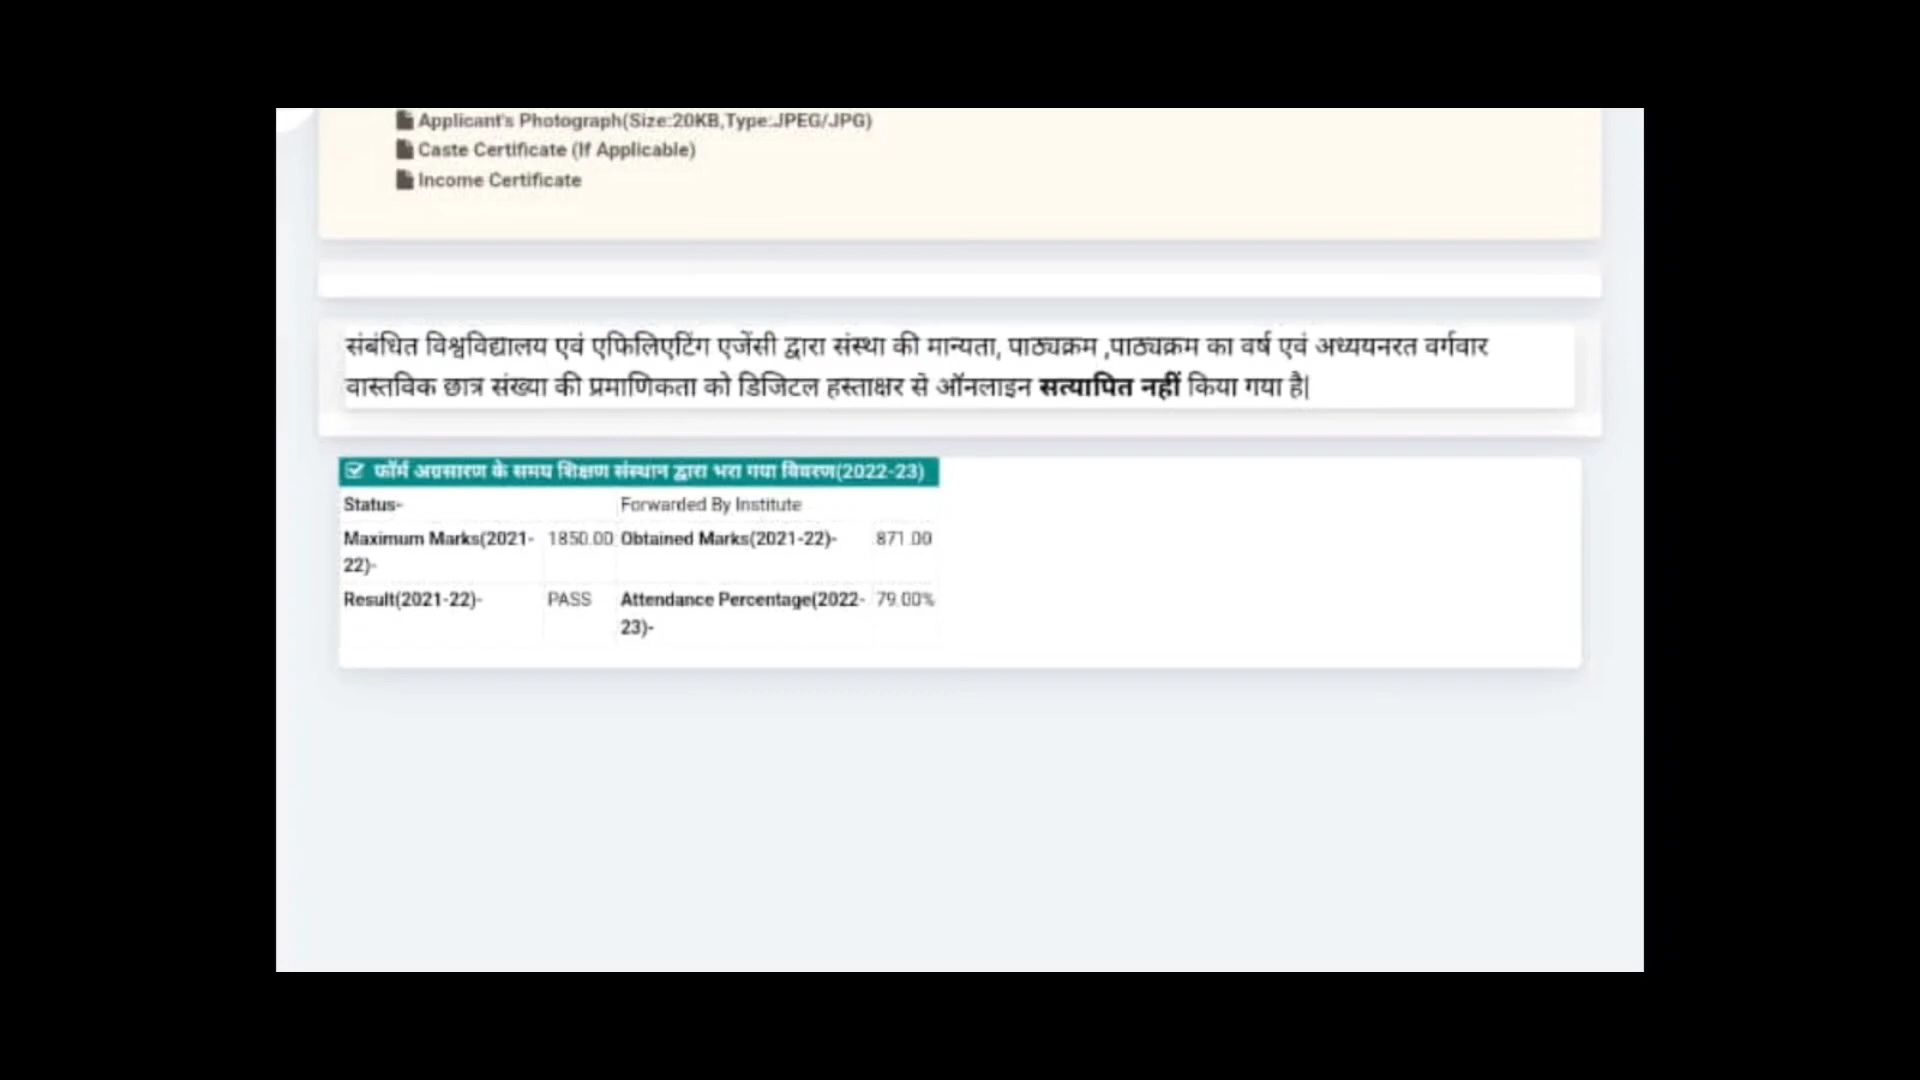 Applicant's Photograph(Size:20KB,Type:JPEG/JPG)
Caste Certificate (If Applicable)
Income Certificate
संबंधित विश्वविद्यालय एवं एफिलिएटिंग एजेंसी द्वारा संस्था की मान्यता, पाठ्यक्रम ,पाठ्यक्रम का वर्ष एवं अध्ययनरत वर्गवार
वास्तविक छात्र संख्या की प्रमाणिकता को डिजिटल हस्ताक्षर से ऑनलाइन सत्यापित नहीं किया गया है|
फॉर्म अग्रसारण के समय शिक्षण संस्थान द्वारा भरा गया विवरण(2022-23)
Status- Forwarded By Institute
Maximum Marks(2021-22)- 1850.00 Obtained Marks(2021-22)- 871.00
Result(2021-22)- PASS Attendance Percentage(2022-23)- 79.00%